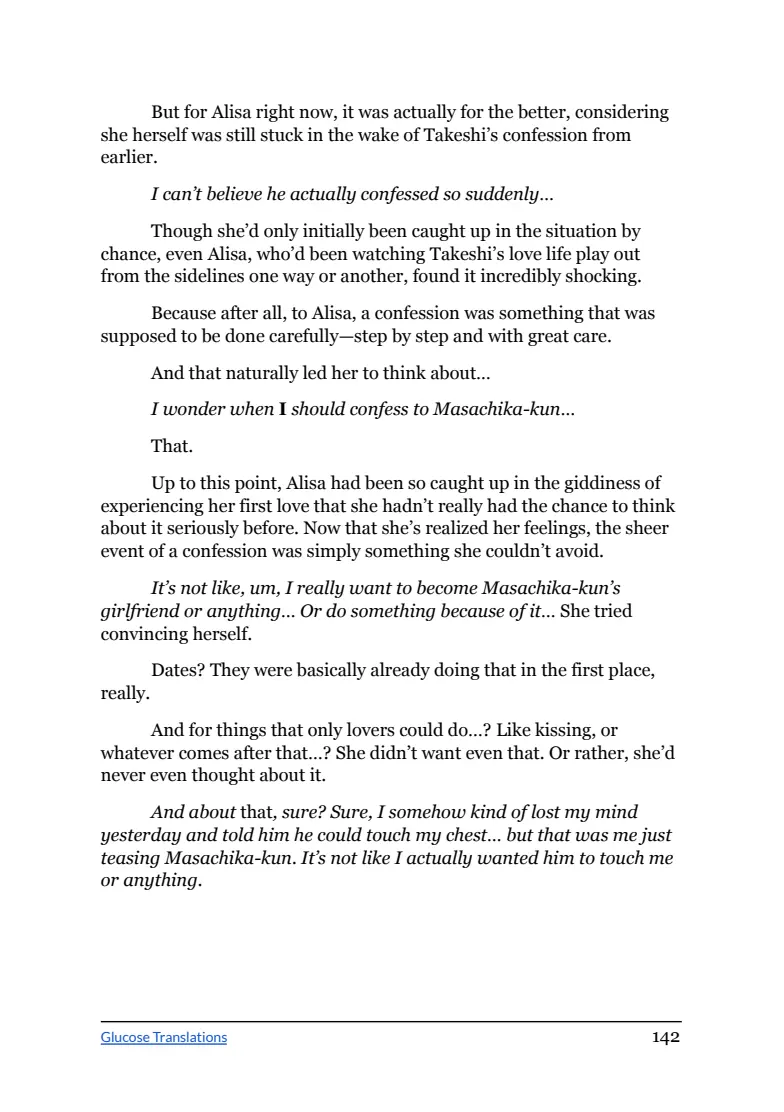 But for Alisa right now, it was actually for the better, considering
she herself was still stuck in the wake of Takeshi’s confession from
earlier.
I can’t believe he actually confessed so suddenly…
Though she’d only initially been caught up in the situation by
chance, even Alisa, who’d been watching Takeshi’s love life play out
from the sidelines one way or another, found it incredibly shocking.
Because after all, to Alisa, a confession was something that was
supposed to be done carefully—step by step and with great care.
And that naturally led her to think about…
I wonder when I should confess to Masachika-kun…
That.
Up to this point, Alisa had been so caught up in the giddiness of
experiencing her first love that she hadn’t really had the chance to think
about it seriously before. Now that she’s realized her feelings, the sheer
event of a confession was simply something she couldn’t avoid.
It’s not like, um, I really want to become Masachika-kun’s
girlfriend or anything… Or do something because of it… She tried
convincing herself.
Dates? They were basically already doing that in the first place,
really.
And for things that only lovers could do…? Like kissing, or
whatever comes after that…? She didn’t want even that. Or rather, she’d
never even thought about it.
And about that, sure? Sure, I somehow kind of lost my mind
yesterday and told him he could touch my chest… but that was me just
teasing Masachika-kun. It’s not like I actually wanted him to touch me
or anything.
Glucose Translations
142